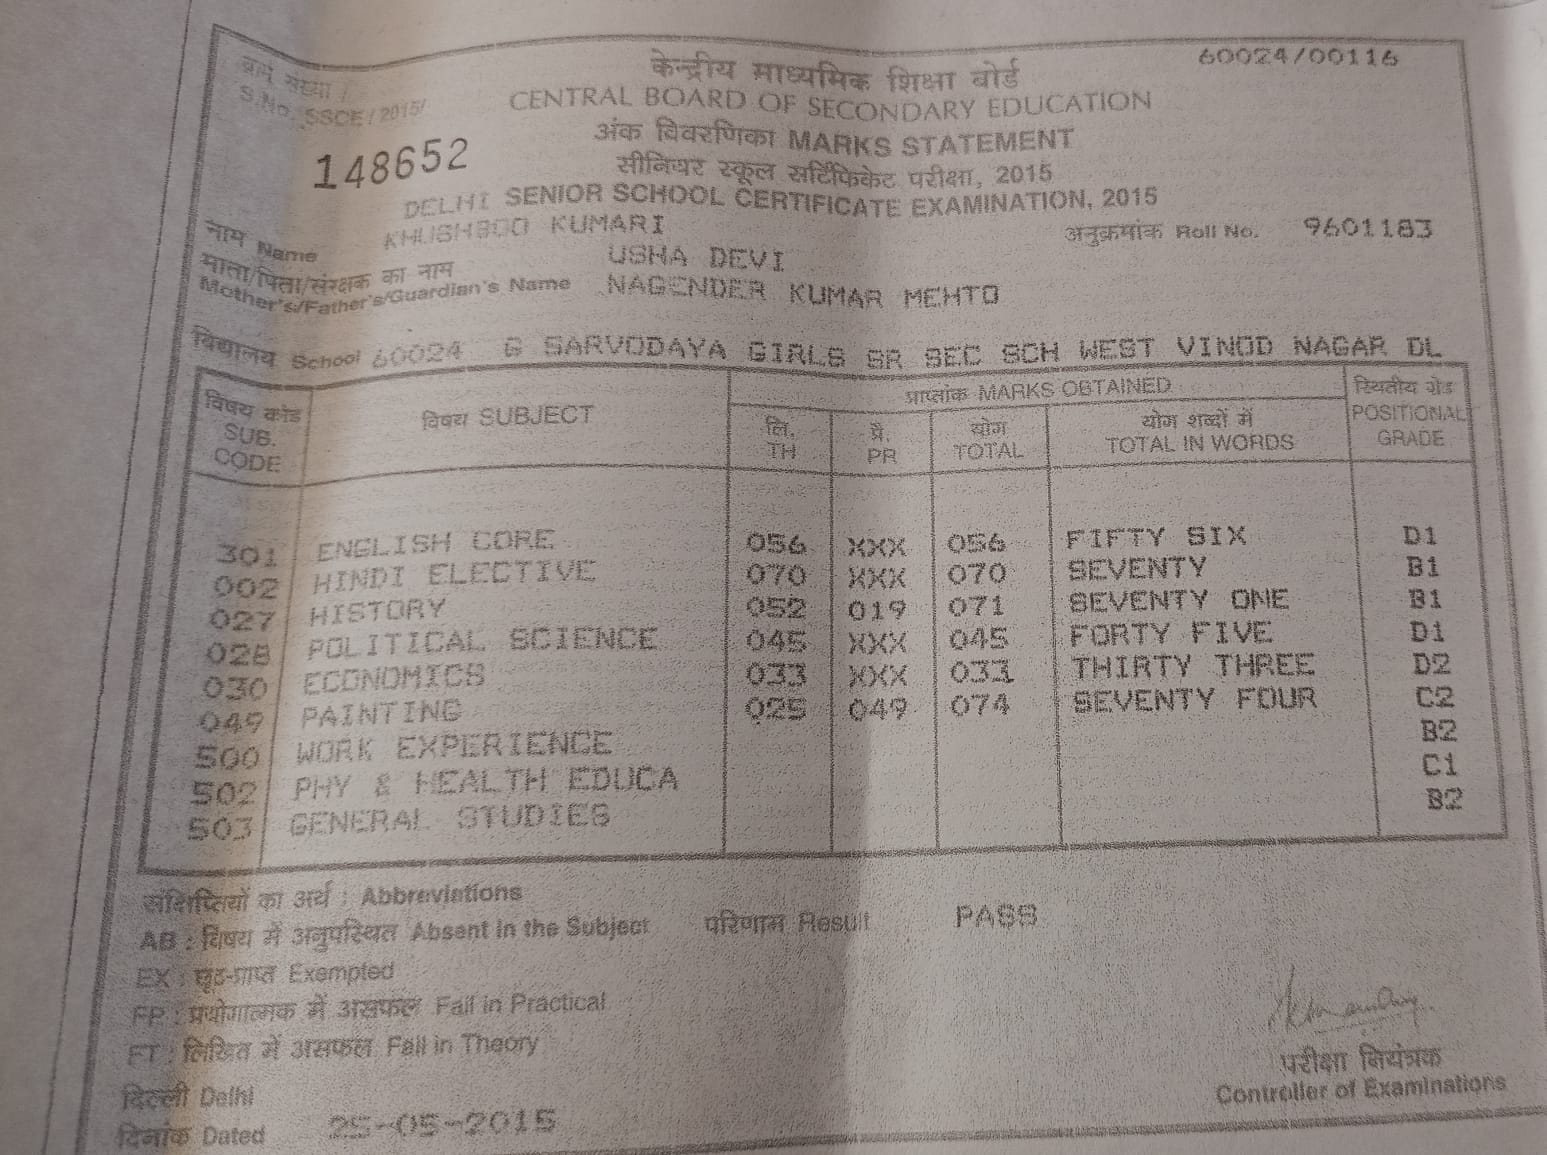 60024/00116
केन्द्रीय माध्यमिक शिक्षा बोर्ड
CENTRAL BOARD OF SECONDARY EDUCATION
S.No. SSCE/2015/
अंक विवरणिका MARKS STATEMENT
148652
सीनियर स्कूल सर्टिफिकेट परीक्षा, 2015
DELHI SENIOR SCHOOL CERTIFICATE EXAMINATION, 2015
नाम Name KHUSHBOO KUMARI अनुक्रमांक Roll No. 9601183
माता/पिता/संरक्षक का नाम USHA DEVI
Mother's/Father's/Guardian's Name NAGENDER KUMAR MEHTO
विद्यालय School 60024 G SARVODAYA GIRLS SR SEC SCH WEST VINOD NAGAR DL
विषय कोड SUB. CODE विषय SUBJECT प्राप्तांक MARKS OBTAINED स्थितीय ग्रेड POSITIONAL GRADE
लि. TH प्रै. PR योग TOTAL योग शब्दों में TOTAL IN WORDS
301 ENGLISH CORE 056 XXX 056 FIFTY SIX D1
002 HINDI ELECTIVE 070 XXX 070 SEVENTY B1
027 HISTORY 052 019 071 SEVENTY ONE B1
028 POLITICAL SCIENCE 045 XXX 045 FORTY FIVE D1
030 ECONOMICS 033 XXX 033 THIRTY THREE D2
049 PAINTING 025 049 074 SEVENTY FOUR C2
500 WORK EXPERIENCE B2
502 PHY & HEALTH EDUCA C1
503 GENERAL STUDIES B2
संक्षिप्तियों का अर्थ : Abbreviations
AB : विषय में अनुपस्थित Absent in the Subject परिणाम Result PASS
EX : छूट-प्राप्त Exempted
FP : प्रयोगात्मक में असफल Fail in Practical
FT : लिखित में असफल Fail in Theory
परीक्षा नियंत्रक
Controller of Examinations
दिल्ली Delhi
दिनांक Dated 25-05-2015